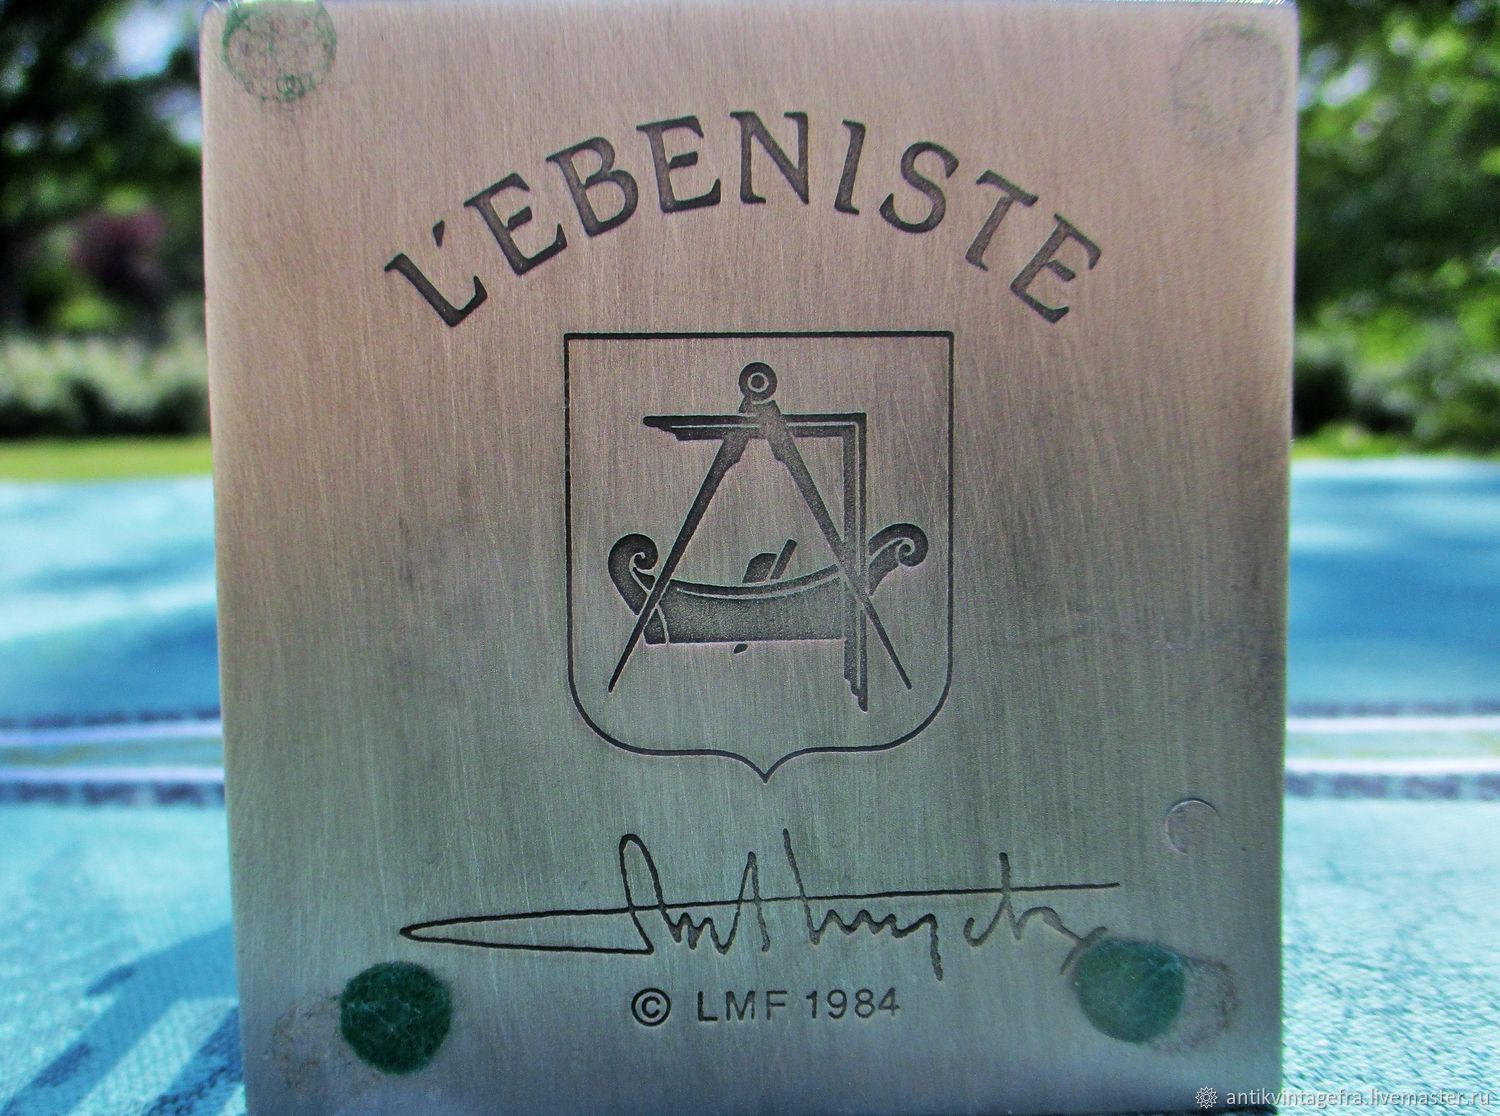 L'EBENISTE
© LMF 1984
antikvintagefra.livemaster.ru